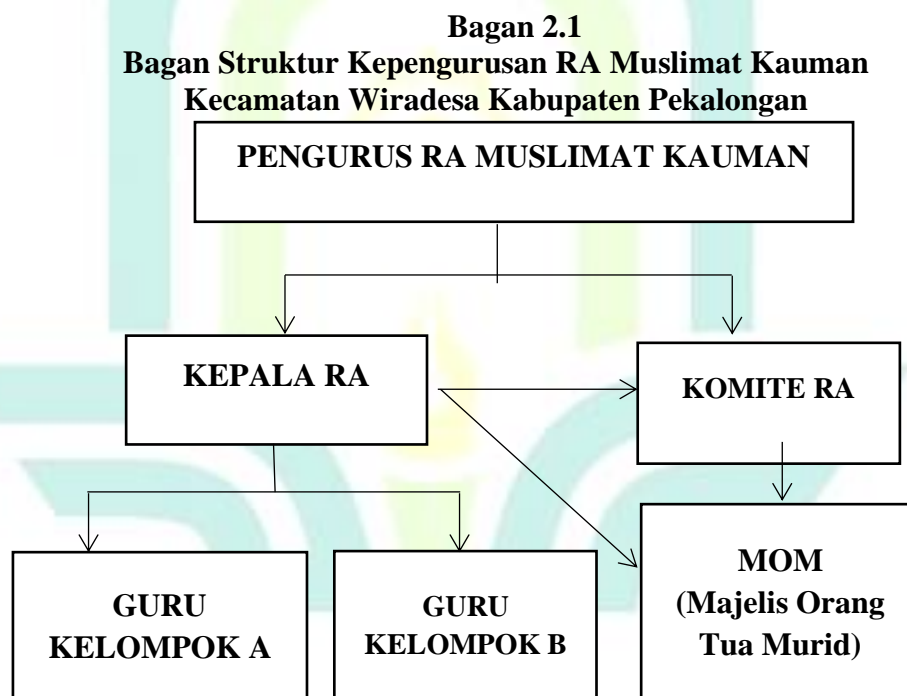 Bagan 2.1
Bagan Struktur Kepengurusan RA Muslimat Kauman
Kecamatan Wiradesa Kabupaten Pekalongan
PENGURUS RA MUSLIMAT KAUMAN
KEPALA RA
KOMITE RA
GURU
KELOMPOK A
GURU
KELOMPOK B
MOM
(Majelis Orang
Tua Murid)